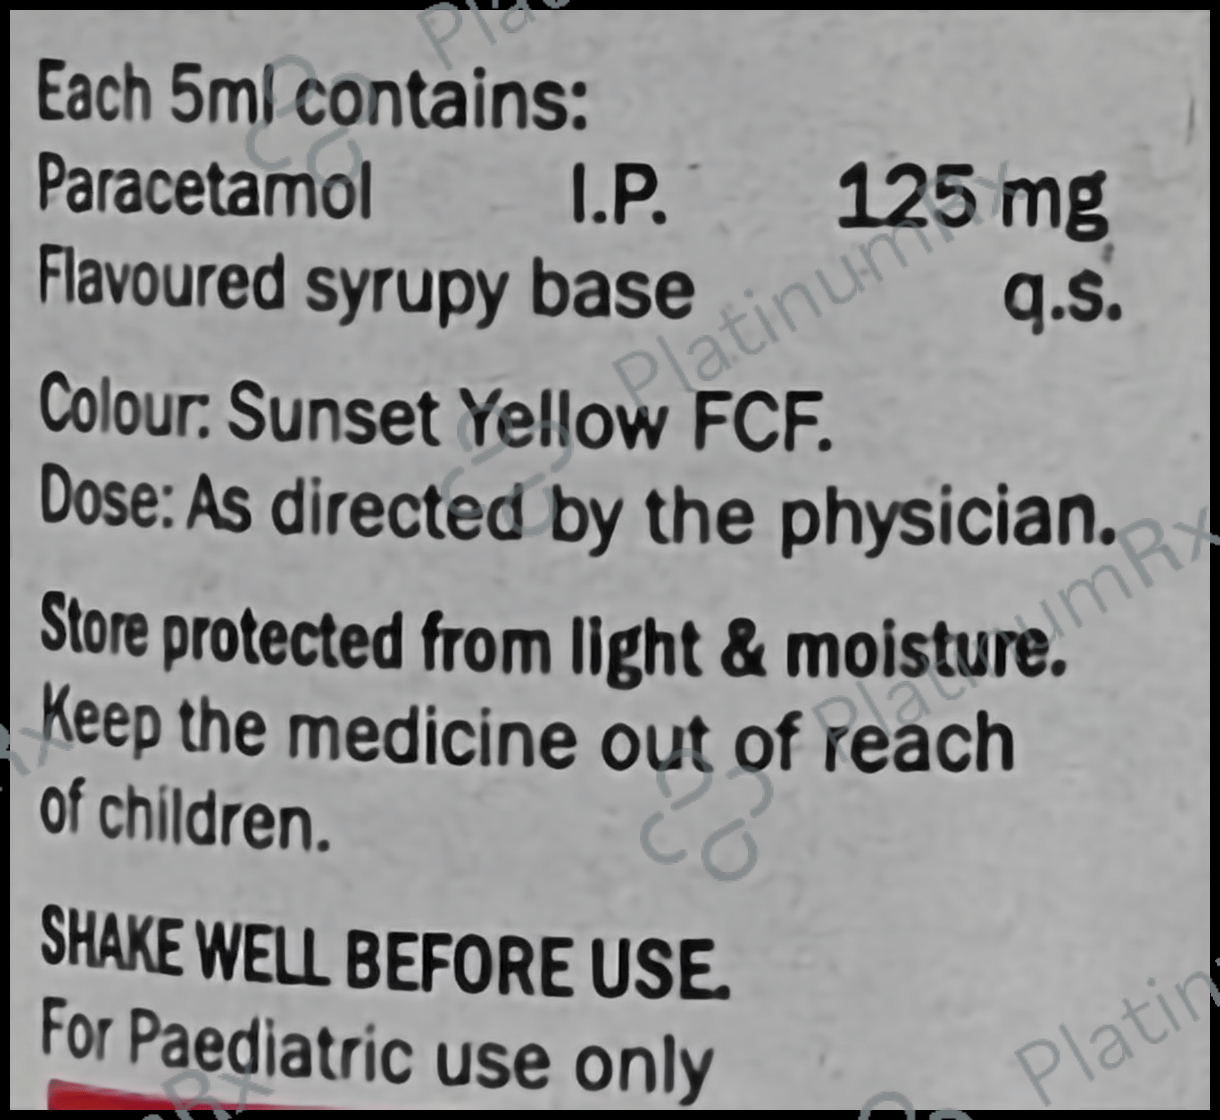 Each 5ml contains:
Paracetamol I.P. 125 mg
Flavoured syrupy base q.s.
Colour: Sunset Yellow FCF.
Dose: As directed by the physician.
Store protected from light & moisture.
Keep the medicine out of reach
of children.
SHAKE WELL BEFORE USE.
For Paediatric use only
PlatinumRx
PlatinumRx